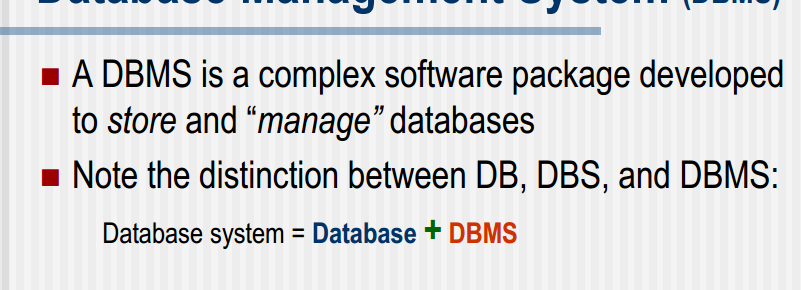 Database Management System (DBMS)
A DBMS is a complex software package developed
to store and “manage” databases
Note the distinction between DB, DBS, and DBMS:
Database system = Database + DBMS